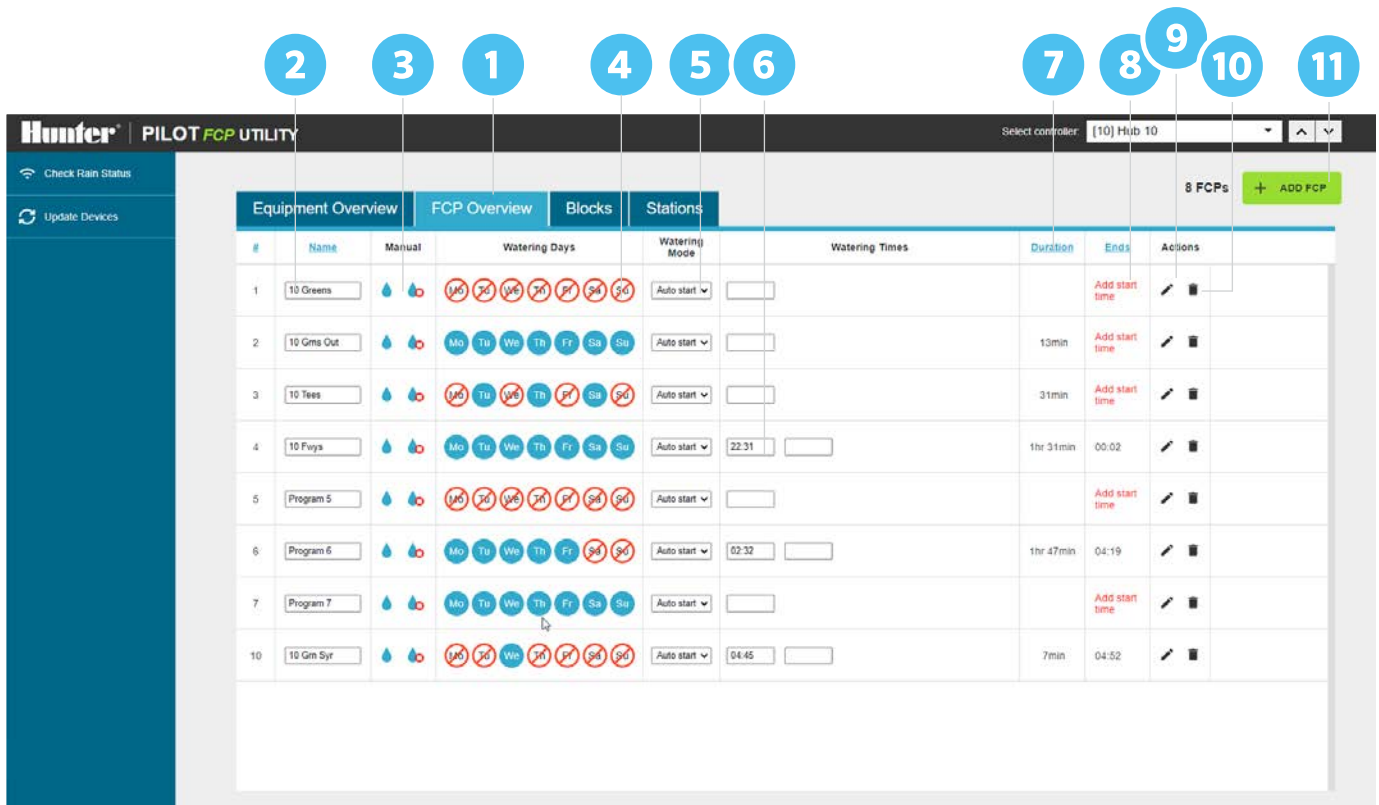 2 3 1 4 5 6 7 8 9 10 11
Hunter® | PILOT FCP UTILITY Select controller: [10] Hub 10
Check Rain Status
8 FCPs + ADD FCP
Update Devices
Equipment Overview FCP Overview Blocks Stations
# Name Manual Watering Days Watering Mode Watering Times Duration Ends Actions
1 10 Greens Mo Tu We Th Fr Sa Su Auto start Add start time
2 10 Grns Out Mo Tu We Th Fr Sa Su Auto start 13min Add start time
3 10 Tees Mo Tu We Th Fr Sa Su Auto start 31min Add start time
4 10 Fwys Mo Tu We Th Fr Sa Su Auto start 22:31 1hr 31min 00:02
5 Program 5 Mo Tu We Th Fr Sa Su Auto start Add start time
6 Program 6 Mo Tu We Th Fr Sa Su Auto start 02:32 1hr 47min 04:19
7 Program 7 Mo Tu We Th Fr Sa Su Auto start Add start time
10 10 Grn Syr Mo Tu We Th Fr Sa Su Auto start 04:45 7min 04:52